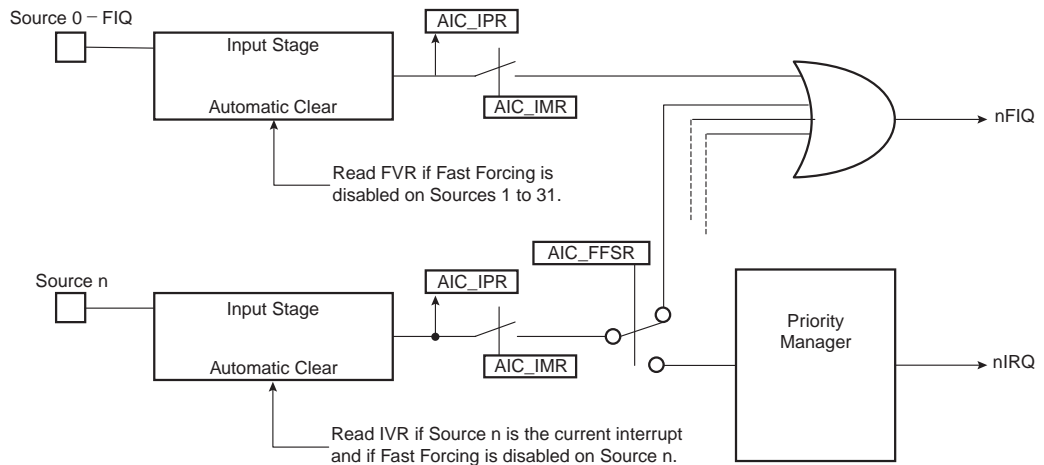 Source 0 – FIQ
AIC_IPR
Input Stage
Automatic Clear
AIC_IMR
nFIQ
Read FVR if Fast Forcing is
disabled on Sources 1 to 31.
AIC_FFSR
Source n
AIC_IPR
Input Stage
Priority
Manager
Automatic Clear
AIC_IMR
nIRQ
Read IVR if Source n is the current interrupt
and if Fast Forcing is disabled on Source n.